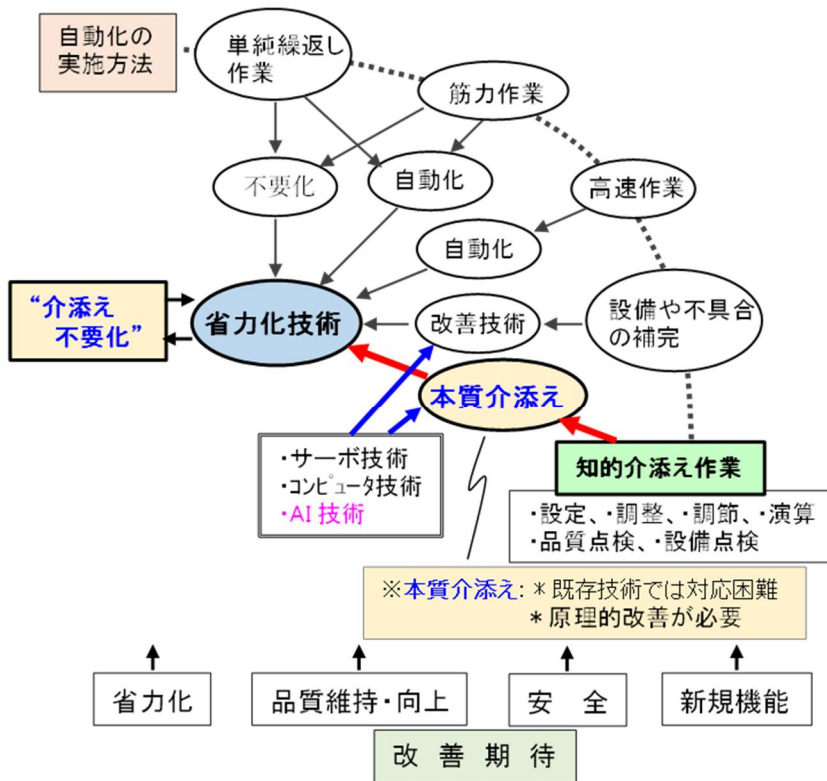 自動化の
実施方法
単純繰返し
作業
筋力作業
不要化
自動化
高速作業
自動化
“介添え
不要化”
省力化技術
改善技術
設備や不具合
の補完
本質介添え
・サーボ技術
・コンピュータ技術
・AI 技術
知的介添え作業
・設定、・調整、・調節、・演算
・品質点検、・設備点検
※本質介添え：＊既存技術では対応困難
＊原理的改善が必要
省力化
品質維持・向上
安　全
新規機能
改 善 期 待